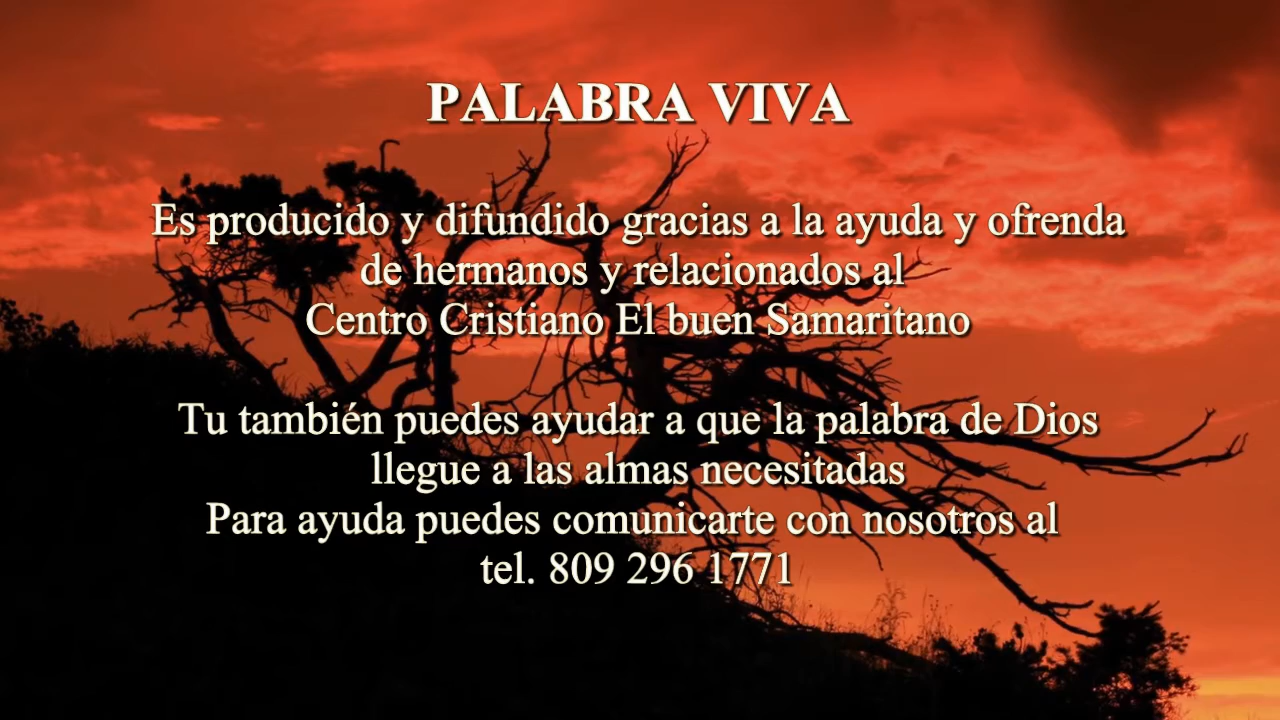 PALABRA VIVA
Es producido y difundido gracias a la ayuda y ofrenda
de hermanos y relacionados al
Centro Cristiano El buen Samaritano
Tu también puedes ayudar a que la palabra de Dios
llegue a las almas necesitadas
Para ayuda puedes comunicarte con nosotros al
tel. 809 296 1771